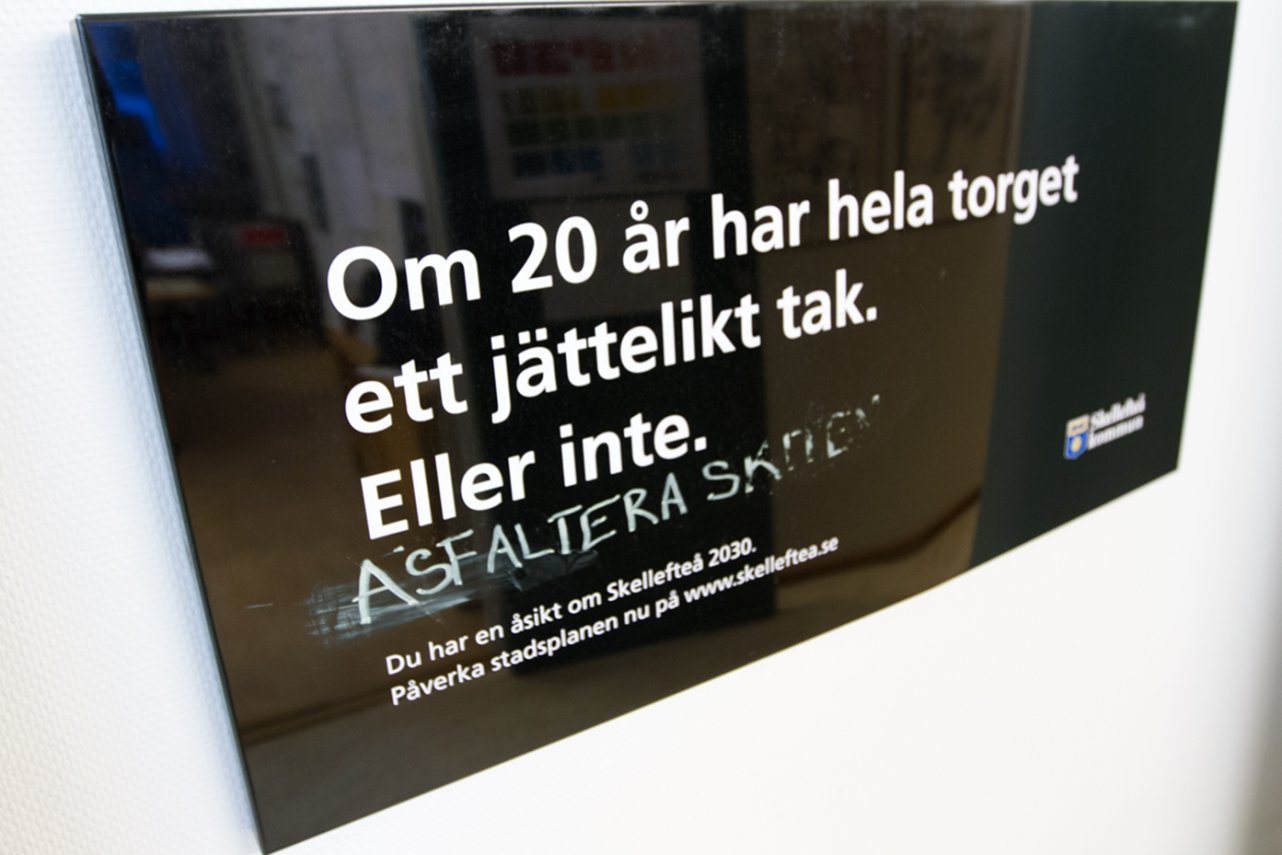 Om 20 år har hela torget
ett jättelikt tak.
Eller inte.
ASFALTERA SKITEN
Du har en åsikt om Skellefteå 2030.
Påverka stadsplanen nu på www.skelleftea.se
Skellefteå
kommun